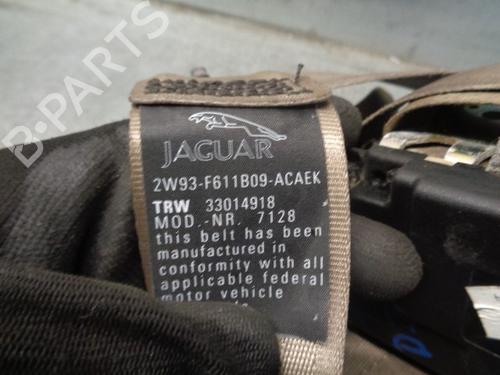 B-PARTS
JAGUAR
2W93-F611B09-ACAEK
TRW 33014918
MOD.-NR. 7128
this belt has been
manufactured in
conformity with all
applicable federal
motor vehicle